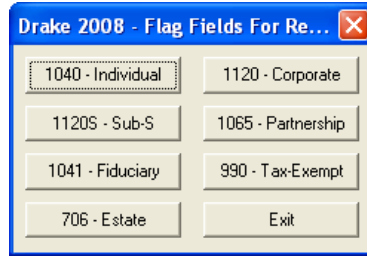 Drake 2008 - Flag Fields For Re...
1040 - Individual
1120 - Corporate
1120S - Sub-S
1065 - Partnership
1041 - Fiduciary
990 - Tax-Exempt
706 - Estate
Exit